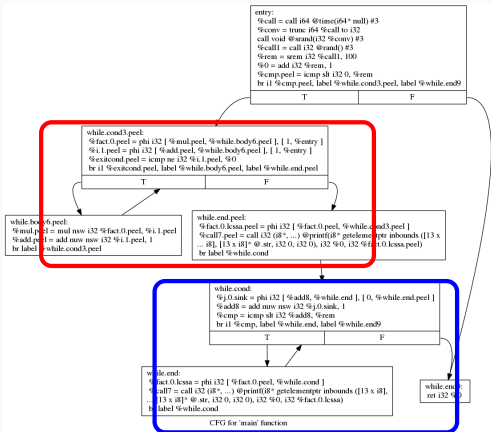 entry:
%call = call i64 @time(i64* null) #3
%conv = trunc i64 %call to i32
call void @srand(i32 %conv) #3
%call1 = call i32 @rand() #3
%rem = srem i32 %call1, 100
%0 = add i32 %rem, 1
%cmp.peel = icmp slt i32 0, %rem
br i1 %cmp.peel, label %while.cond3.peel, label %while.end9
T F
while.cond3.peel:
%fact.0.peel = phi i32 [ %mul.peel, %while.body6.peel ], [ 1, %entry ]
%i.1.peel = phi i32 [ %add.peel, %while.body6.peel ], [ 1, %entry ]
%exitcond.peel = icmp ne i32 %i.1.peel, %0
br i1 %exitcond.peel, label %while.body6.peel, label %while.end.peel
T F
while.body6.peel:
%mul.peel = mul nsw i32 %fact.0.peel, %i.1.peel
%add.peel = add nuw nsw i32 %i.1.peel, 1
br label %while.cond3.peel
while.end.peel:
%fact.0.lcssa.peel = phi i32 [ %fact.0.peel, %while.cond3.peel ]
%call7.peel = call i32 (i8*, ...) @printf(i8* getelementptr inbounds ([13 x
... i8], [13 x i8]* @.str, i32 0, i32 0), i32 %0, i32 %fact.0.lcssa.peel)
br label %while.cond
while.cond:
%j.0.sink = phi i32 [ %add8, %while.end ], [ 0, %while.end.peel ]
%add8 = add nuw nsw i32 %j.0.sink, 1
%cmp = icmp slt i32 %add8, %rem
br i1 %cmp, label %while.end, label %while.end9
T F
while.end:
%fact.0.lcssa = phi i32 [ %fact.0.peel, %while.cond ]
%call7 = call i32 (i8*, ...) @printf(i8* getelementptr inbounds ([13 x i8],
... [13 x i8]* @.str, i32 0, i32 0), i32 %0, i32 %fact.0.lcssa)
br label %while.cond
while.end9:
ret i32 %0
CFG for 'main' function